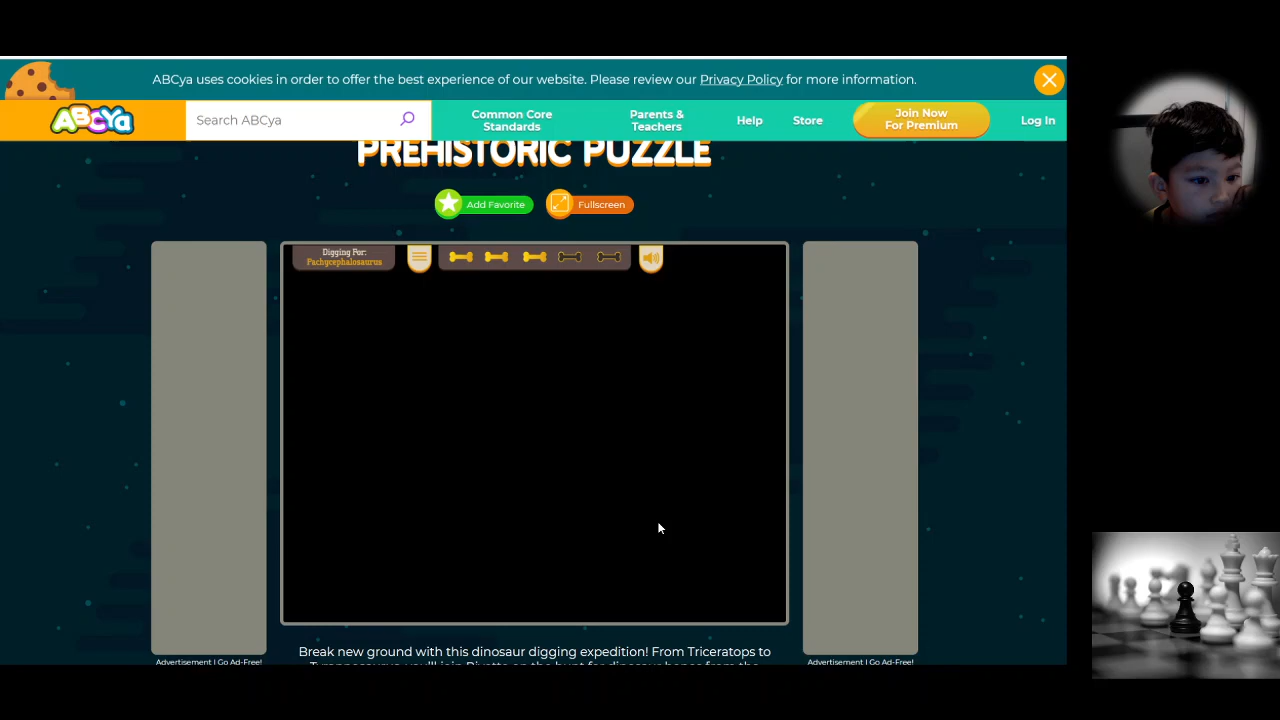 ABCya uses cookies in order to offer the best experience of our website. Please review our Privacy Policy for more information.
ABCya
Search ABCya
Common Core
Standards
Parents &
Teachers
Help
Store
Join Now
For Premium
Log In
PREHISTORIC PUZZLE
Add Favorite
Fullscreen
Digging For:
Pachycephalosaurus
Break new ground with this dinosaur digging expedition! From Triceratops to
Advertisement | Go Ad-Free!
Advertisement | Go Ad-Free!